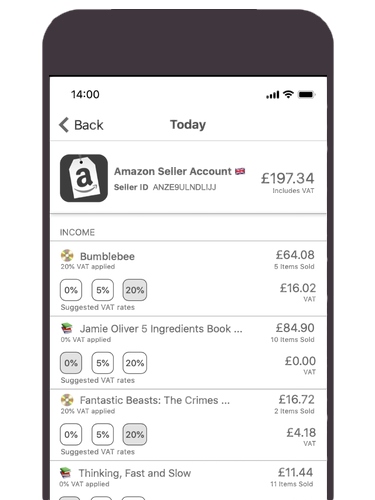 14:00
Back Today
Amazon Seller Account £197.34
Seller ID ANZE9ULNDLIJJ Includes VAT
INCOME
Bumblebee £64.08
20% VAT applied 5 Items Sold
0% 5% 20% £16.02
VAT
Suggested VAT rates
Jamie Oliver 5 Ingredients Book ... £84.90
0% VAT applied 10 Items Sold
0% 5% 20% £0.00
VAT
Suggested VAT rates
Fantastic Beasts: The Crimes ... £16.72
20% VAT applied 2 Items Sold
0% 5% 20% £4.18
VAT
Suggested VAT rates
Thinking, Fast and Slow £11.44
0% VAT applied 11 Items Sold